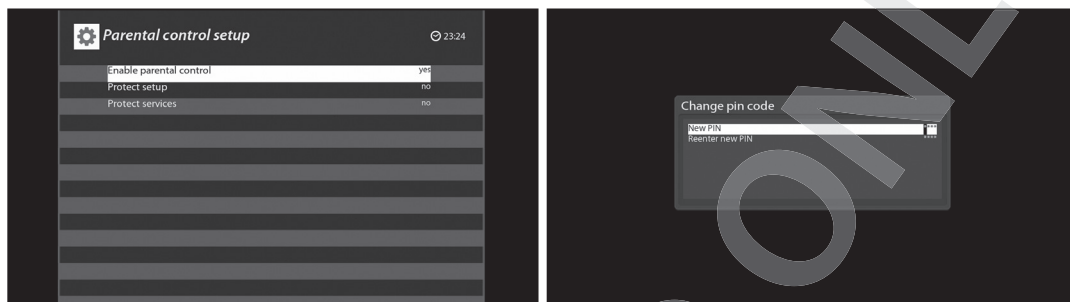 Parental control setup
23:24
Enable parental control yes
Protect setup no
Protect services no
Change pin code
New PIN ****
Reenter new PIN ****